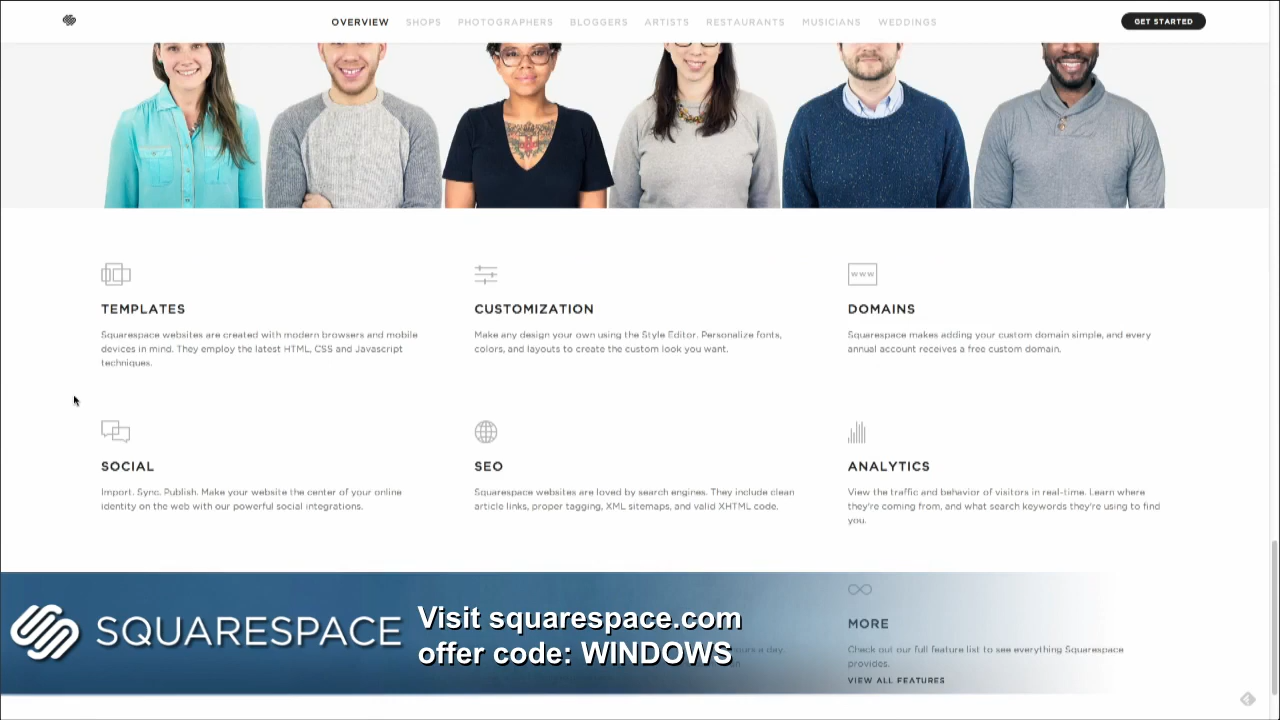 OVERVIEW SHOPS PHOTOGRAPHERS BLOGGERS ARTISTS RESTAURANTS MUSICIANS WEDDINGS GET STARTED
TEMPLATES
Squarespace websites are created with modern browsers and mobile
devices in mind. They employ the latest HTML, CSS and Javascript
techniques.
CUSTOMIZATION
Make any design your own using the Style Editor. Personalize fonts,
colors, and layouts to create the custom look you want.
DOMAINS
www
Squarespace makes adding your custom domain simple, and every
annual account receives a free custom domain.
SOCIAL
Import. Sync. Publish. Make your website the center of your online
identity on the web with our powerful social integrations.
SEO
Squarespace websites are loved by search engines. They include clean
article links, proper tagging, XML sitemaps, and valid XHTML code.
ANALYTICS
View the traffic and behavior of visitors in real-time. Learn where
they're coming from, and what search keywords they're using to find
you.
MORE
Check out our full feature list to see everything Squarespace
provides.
VIEW ALL FEATURES
SQUARESPACE
Visit squarespace.com
offer code: WINDOWS
a day.